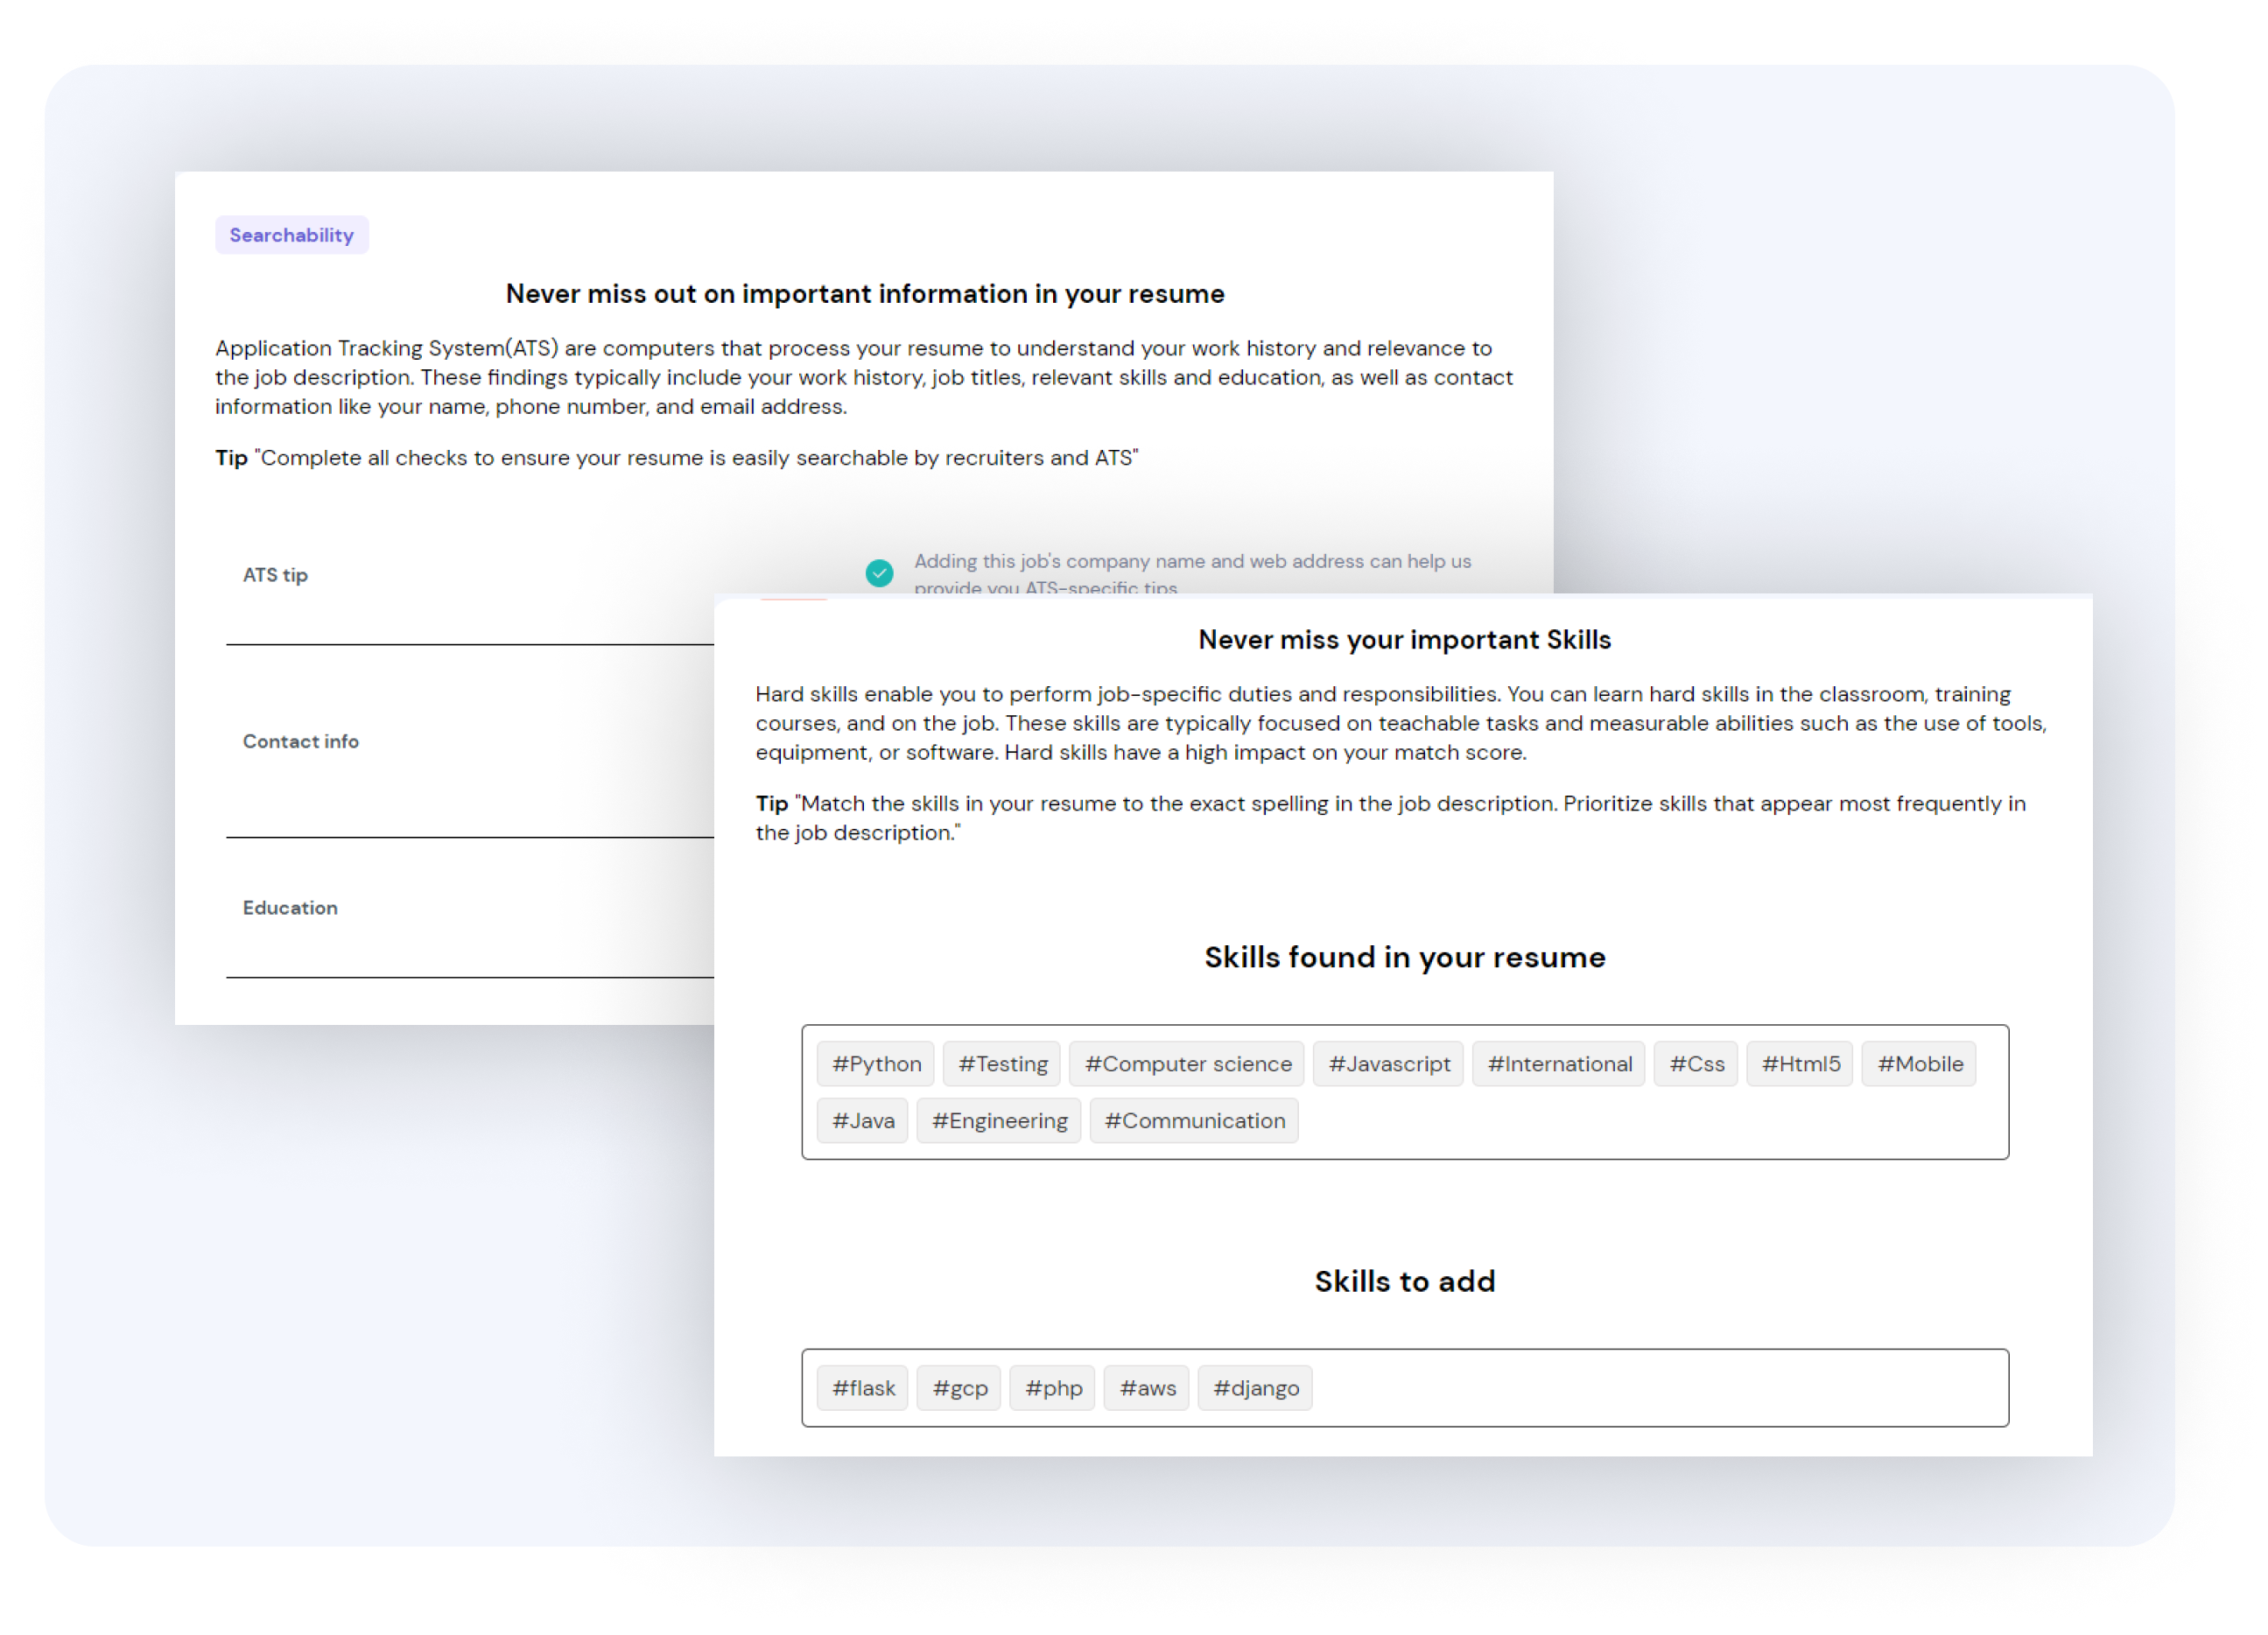 Searchability
Never miss out on important information in your resume
Application Tracking System(ATS) are computers that process your resume to understand your work history and relevance to
the job description. These findings typically include your work history, job titles, relevant skills and education, as well as contact
information like your name, phone number, and email address.
Tip "Complete all checks to ensure your resume is easily searchable by recruiters and ATS"
ATS tip
Adding this job's company name and web address can help us
provide you ATS-specific tips
Contact info
Education
Never miss your important Skills
Hard skills enable you to perform job-specific duties and responsibilities. You can learn hard skills in the classroom, training
courses, and on the job. These skills are typically focused on teachable tasks and measurable abilities such as the use of tools,
equipment, or software. Hard skills have a high impact on your match score.
Tip "Match the skills in your resume to the exact spelling in the job description. Prioritize skills that appear most frequently in
the job description."
Skills found in your resume
#Python #Testing #Computer science #Javascript #International #Css #Html5 #Mobile
#Java #Engineering #Communication
Skills to add
#flask #gcp #php #aws #django